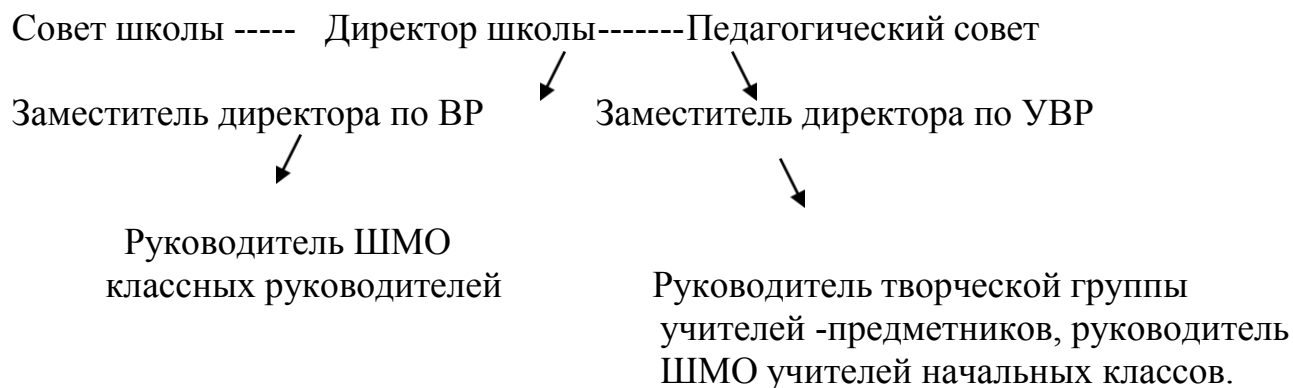 Совет школы ----- Директор школы-------Педагогический совет
Заместитель директора по ВР Заместитель директора по УВР
Руководитель ШМО
классных руководителей Руководитель творческой группы
учителей -предметников, руководитель
ШМО учителей начальных классов.